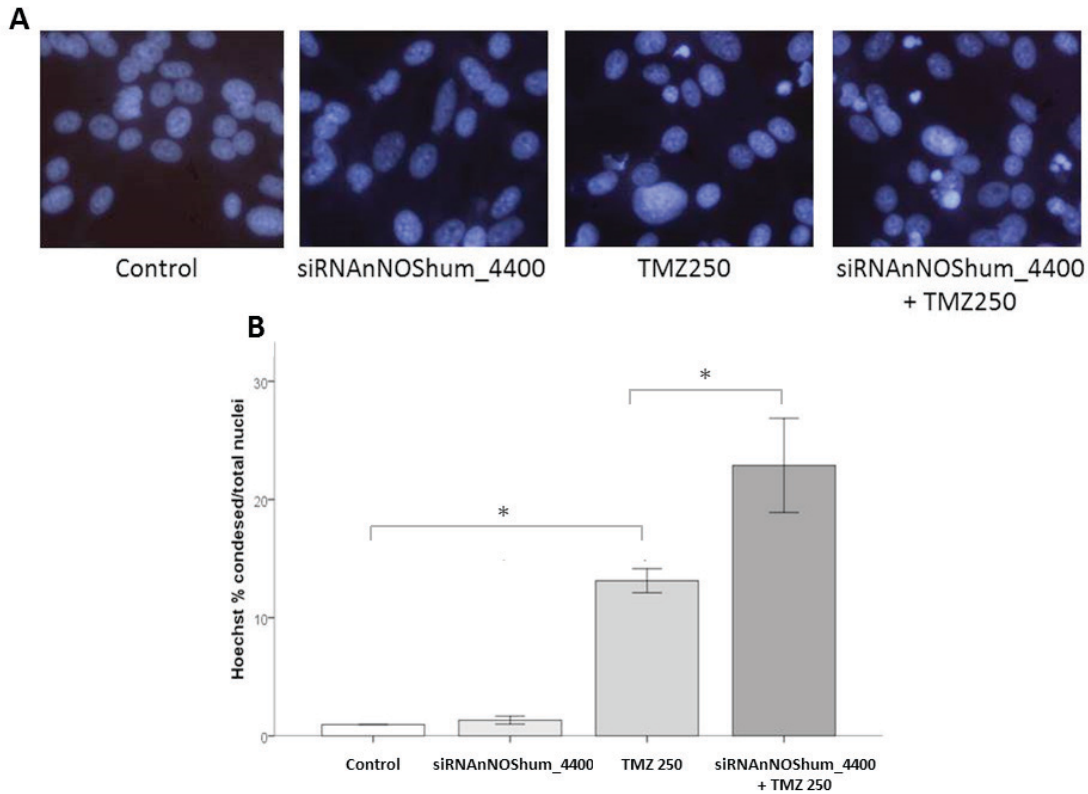 A
Control
siRNAnNOShum_4400
TMZ250
siRNAnNOShum_4400
+ TMZ250
B
Hoechst % condesed/total nuclei
30
20
10
0
*
*
Control
siRNAnNOShum_4400
TMZ 250
siRNAnNOShum_4400
+ TMZ 250